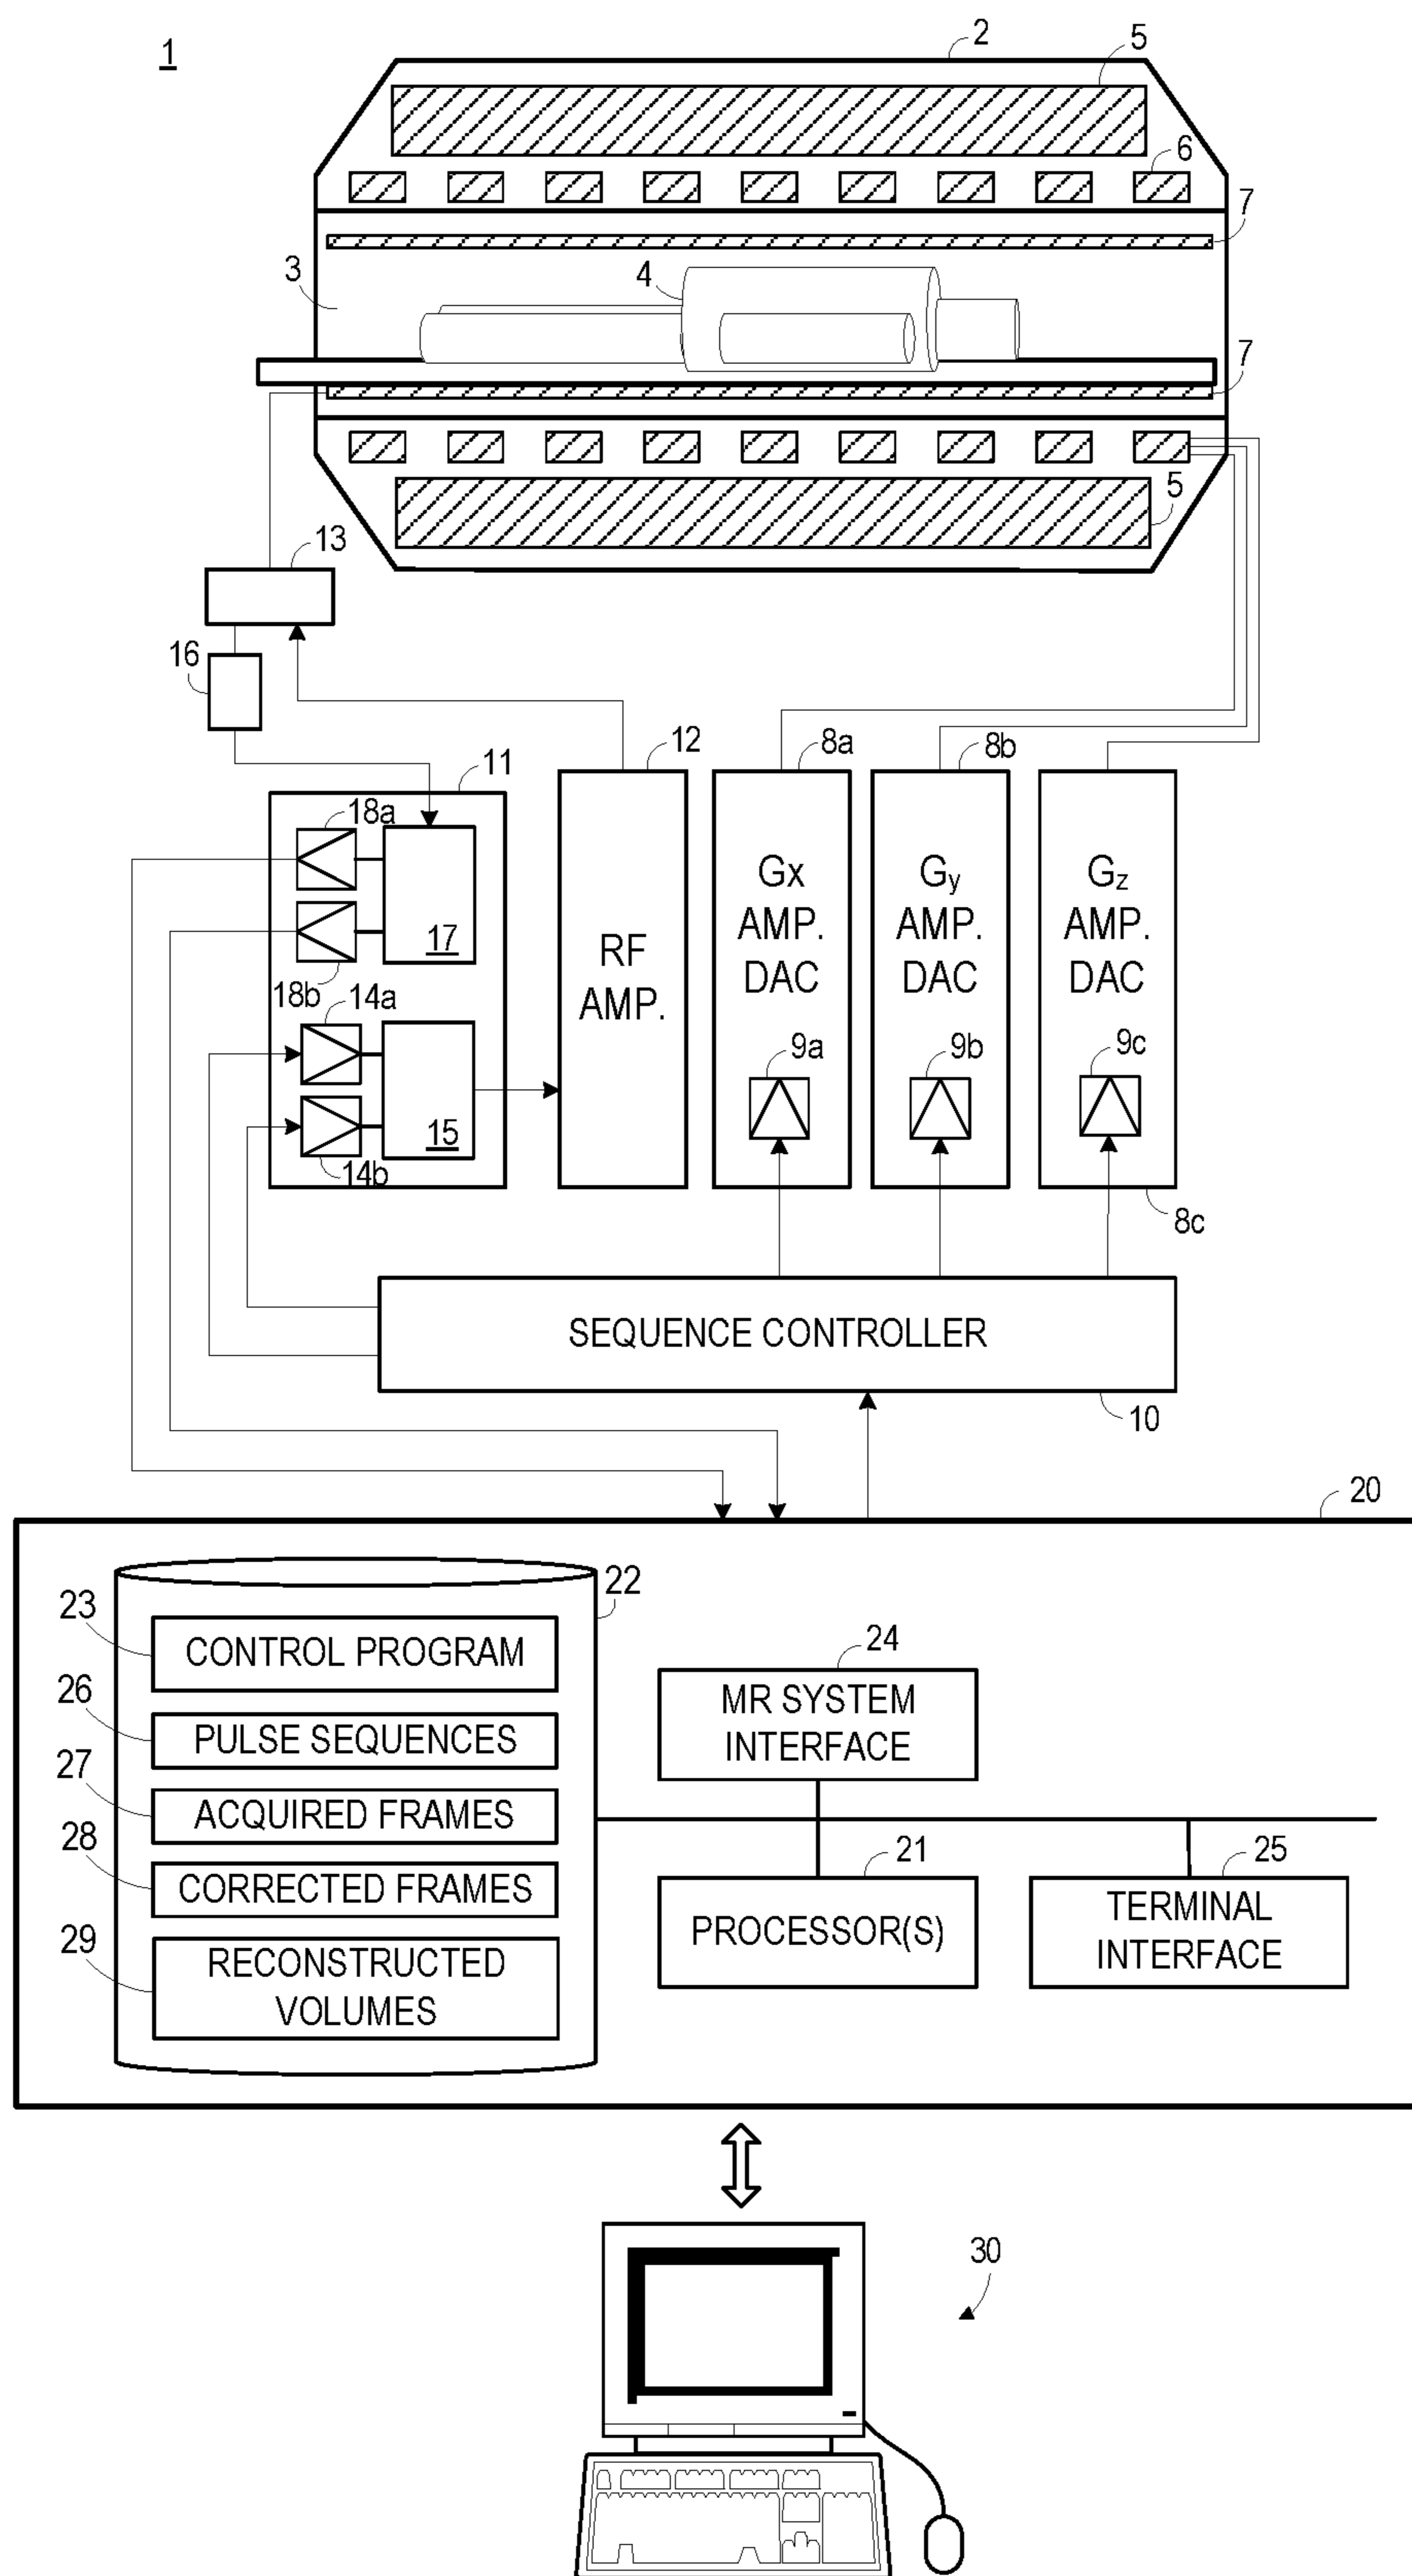 1
2
5
6
7
3
4
7
5
13
16
12
8a
8b
11
18a
Gx
AMP.
DAC
Gy
AMP.
DAC
Gz
AMP.
DAC
RF
AMP.
17
18b
14a
9a
9b
9c
15
14b
8c
SEQUENCE CONTROLLER
10
20
22
23
CONTROL PROGRAM
24
26
MR SYSTEM
INTERFACE
PULSE SEQUENCES
27
ACQUIRED FRAMES
28
21
25
CORRECTED FRAMES
PROCESSOR(S)
TERMINAL
INTERFACE
29
RECONSTRUCTED
VOLUMES
30